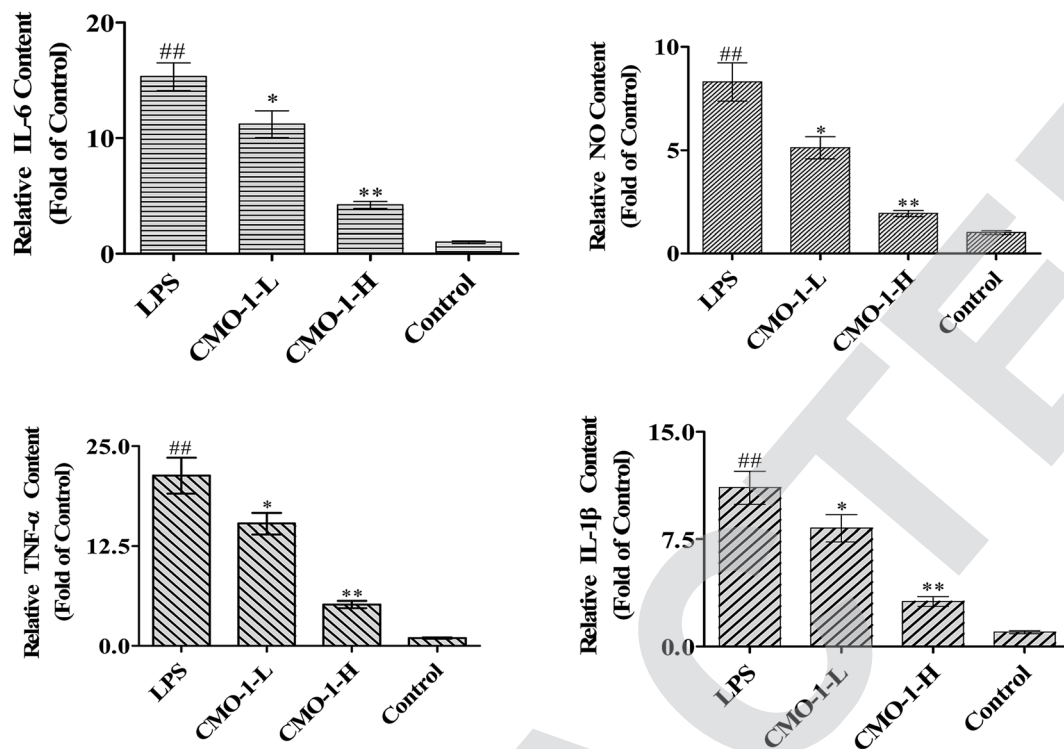 Relative IL-6 Content
(Fold of Control)
20
10
0
##
*
**
LPS
CMO-1-L
CMO-1-H
Control
Relative NO Content
(Fold of Control)
10
5
0
##
*
**
LPS
CMO-1-L
CMO-1-H
Control
Relative TNF-α Content
(Fold of Control)
25.0
12.5
0.0
##
*
**
LPS
CMO-1-L
CMO-1-H
Control
Relative IL-1β Content
(Fold of Control)
15.0
7.5
0.0
##
*
**
LPS
CMO-1-L
CMO-1-H
Control